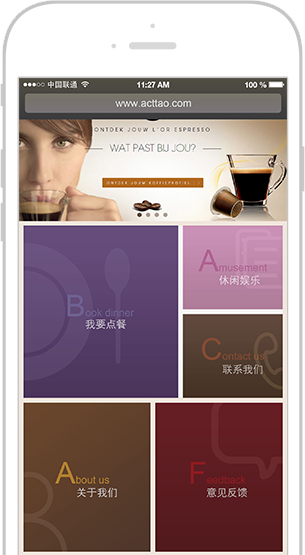 中国联通 11:27 AM 100 %
www.acttao.com
ONTDEK JOUW L'OR ESPRESSO
WAT PAST BIJ JOU?
ONTDEK JOUW KOFFIEPROFIEL
Book dinner
我要点餐
Amusement
休闲娱乐
Contact us
联系我们
About us
关于我们
Feedback
意见反馈